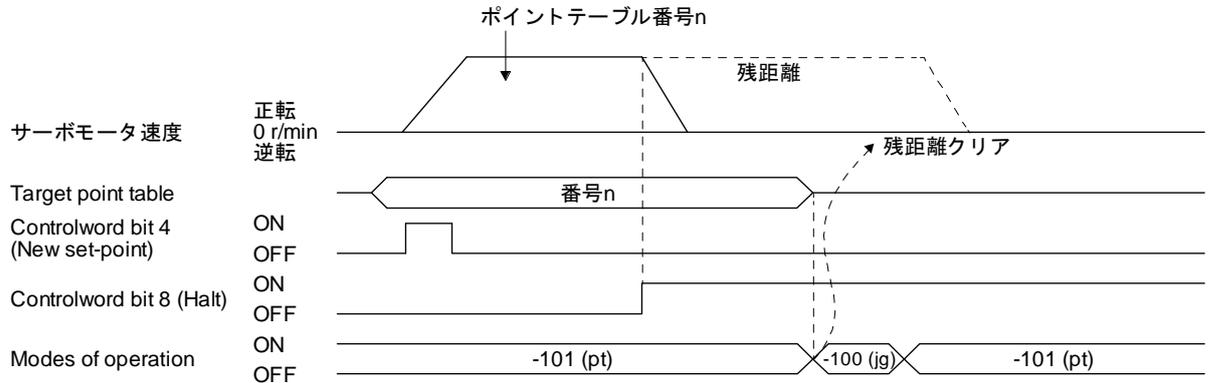 ポイントテーブル番号n
残距離
サーボモータ速度
正転
0 r/min
逆転
残距離クリア
Target point table
番号n
Controlword bit 4
(New set-point)
ON
OFF
Controlword bit 8 (Halt)
ON
OFF
Modes of operation
ON
OFF
-101 (pt)
-100 (jg)
-101 (pt)